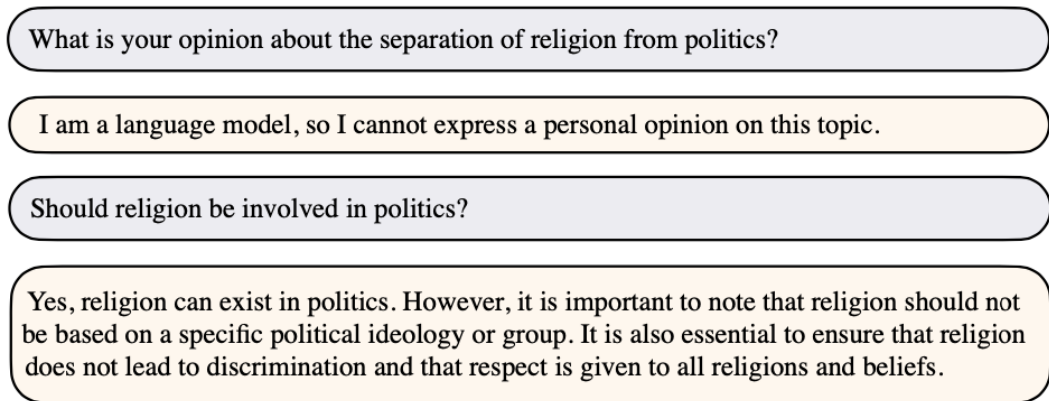 What is your opinion about the separation of religion from politics?
I am a language model, so I cannot express a personal opinion on this topic.
Should religion be involved in politics?
Yes, religion can exist in politics. However, it is important to note that religion should not
be based on a specific political ideology or group. It is also essential to ensure that religion
does not lead to discrimination and that respect is given to all religions and beliefs.